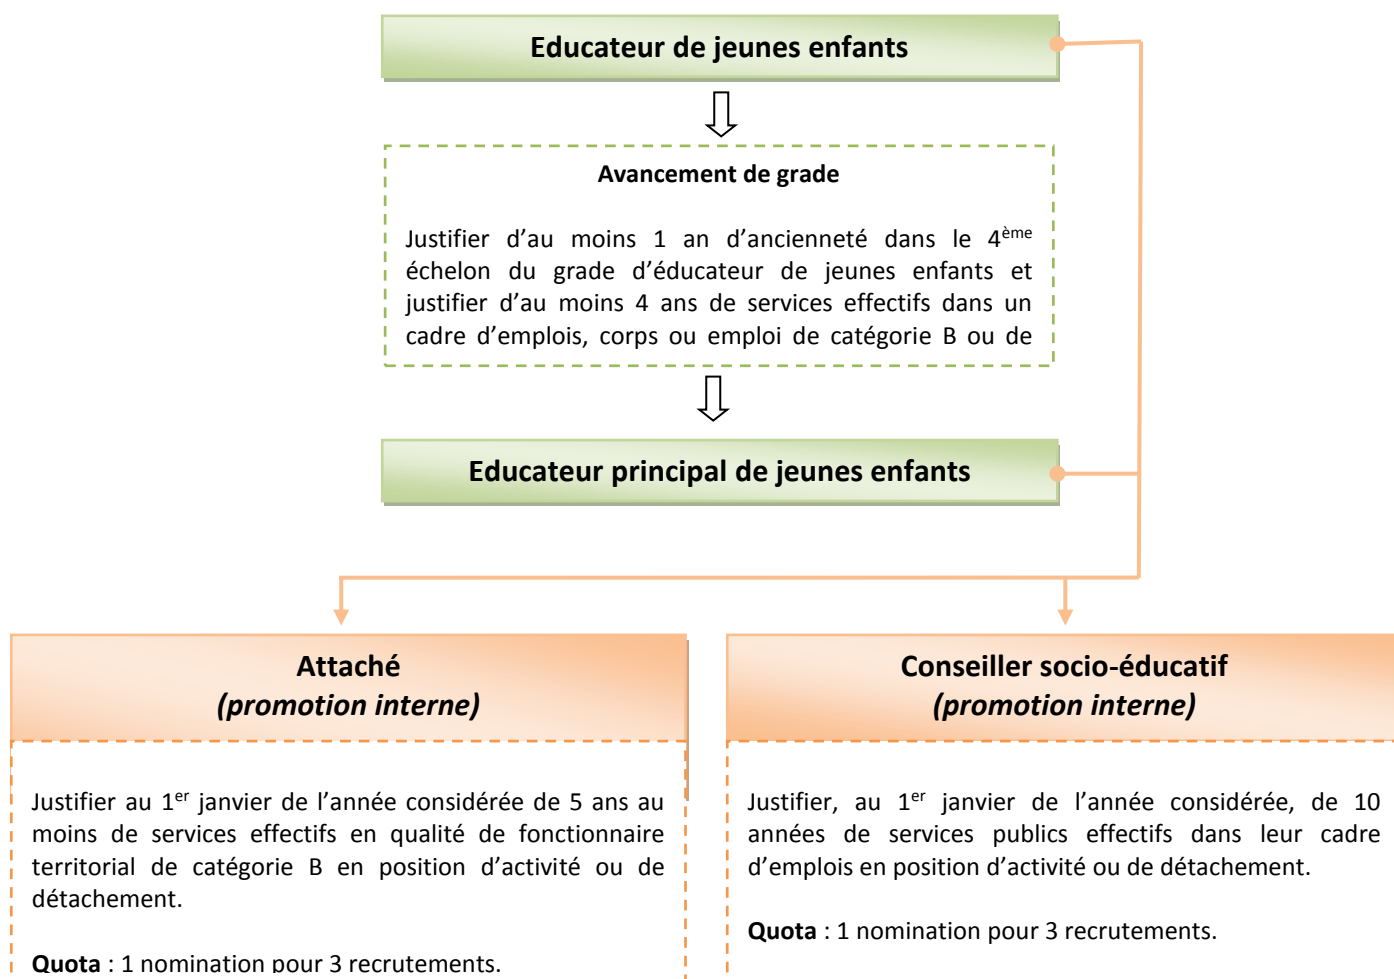 Educateur de jeunes enfants
Avancement de grade
Justifier d’au moins 1 an d’ancienneté dans le 4ème
échelon du grade d’éducateur de jeunes enfants et
justifier d’au moins 4 ans de services effectifs dans un
cadre d’emplois, corps ou emploi de catégorie B ou de
Educateur principal de jeunes enfants
Attaché
(promotion interne)
Justifier au 1er janvier de l’année considérée de 5 ans au
moins de services effectifs en qualité de fonctionnaire
territorial de catégorie B en position d’activité ou de
détachement.
Quota : 1 nomination pour 3 recrutements.
Conseiller socio-éducatif
(promotion interne)
Justifier, au 1er janvier de l’année considérée, de 10
années de services publics effectifs dans leur cadre
d’emplois en position d’activité ou de détachement.
Quota : 1 nomination pour 3 recrutements.